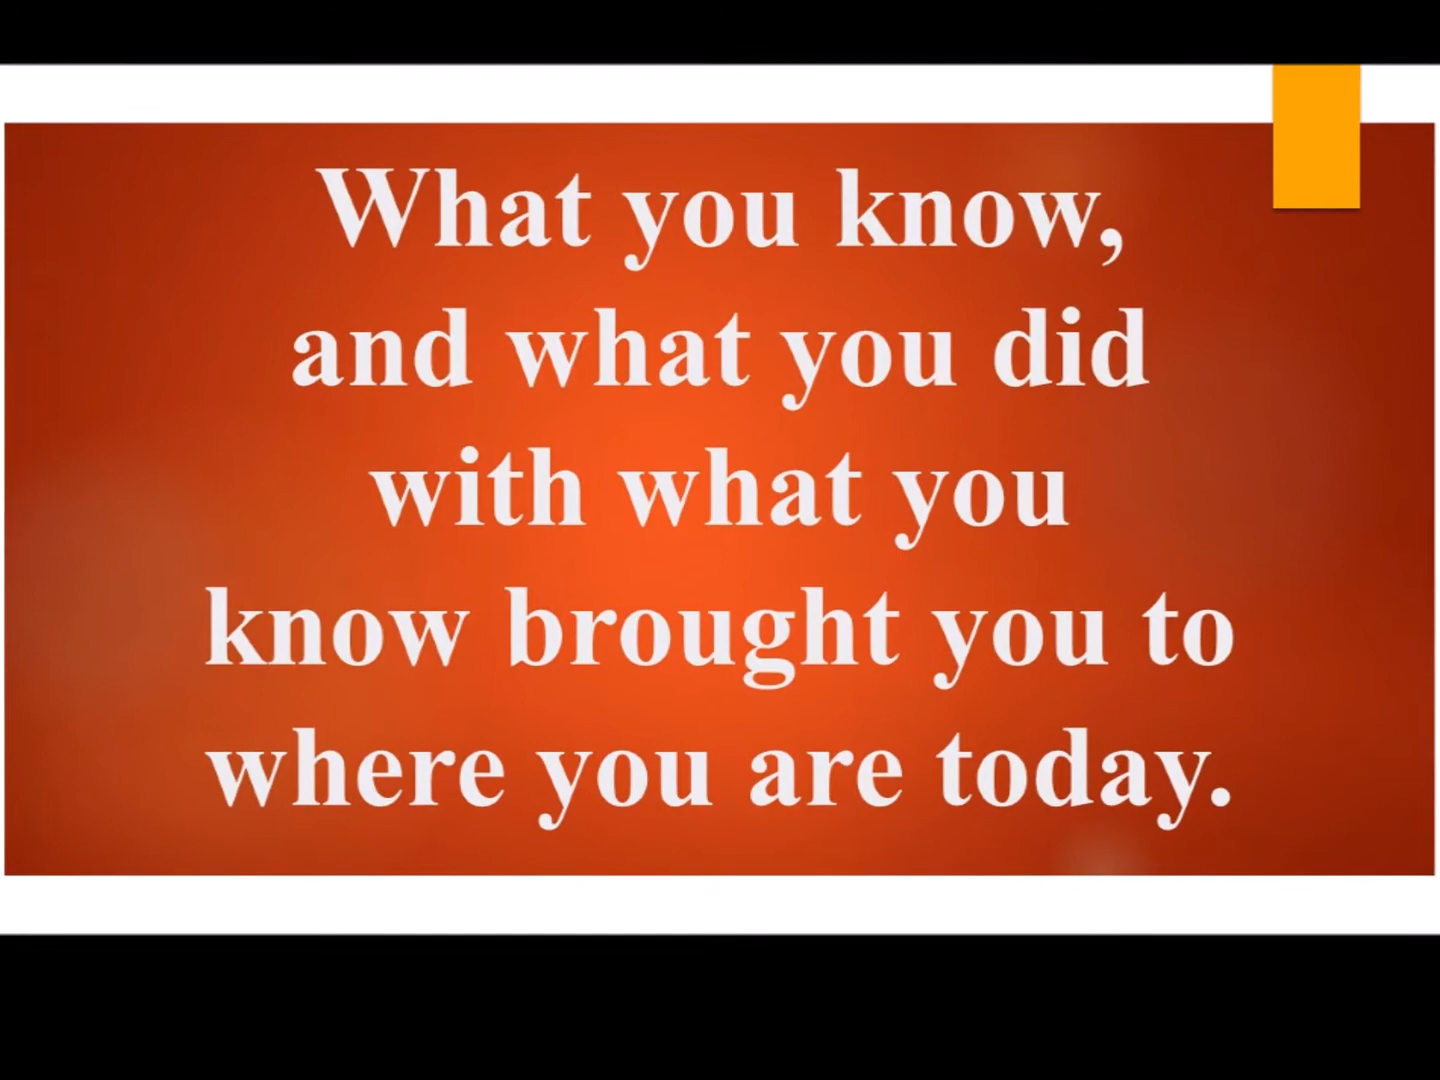 What you know,
and what you did
with what you
know brought you to
where you are today.